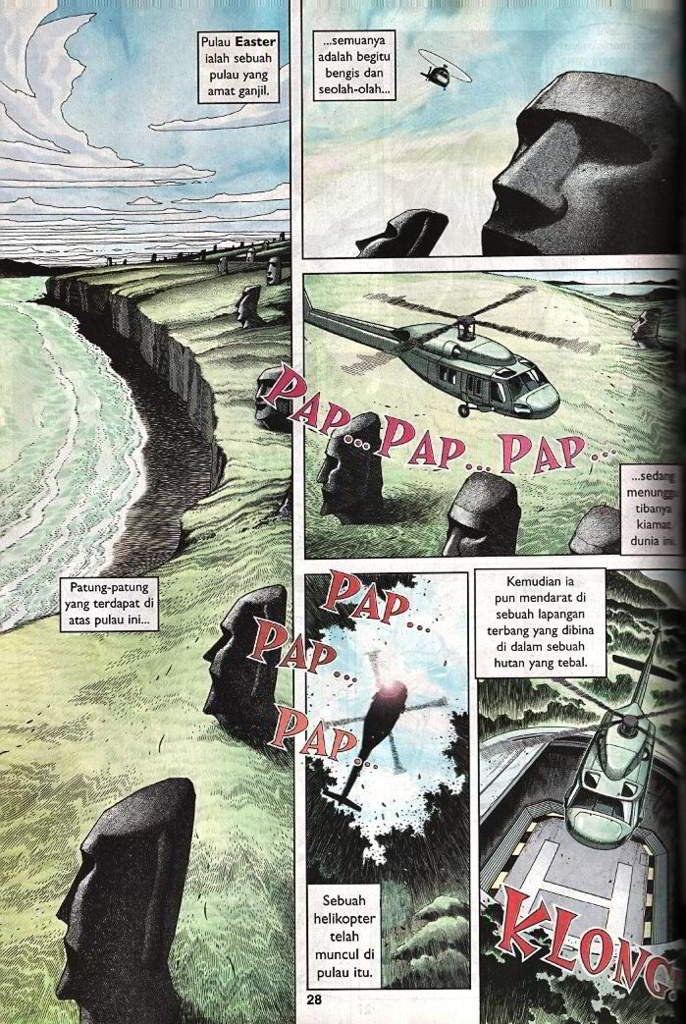 Pulau Easter
ialah sebuah
pulau yang
amat ganjil.
Patung-patung
yang terdapat di
atas pulau ini...
...semuanya
adalah begitu
bengis dan
seolah-olah...
PAP...PAP...PAP...
...sedang
menunggu
tibanya
kiamat
dunia ini.
PAP...
PAP...
PAP...
Sebuah
helikopter
telah
muncul di
pulau itu.
Kemudian ia
pun mendarat di
sebuah lapangan
terbang yang dibina
di dalam sebuah
hutan yang tebal.
KLONG!
28